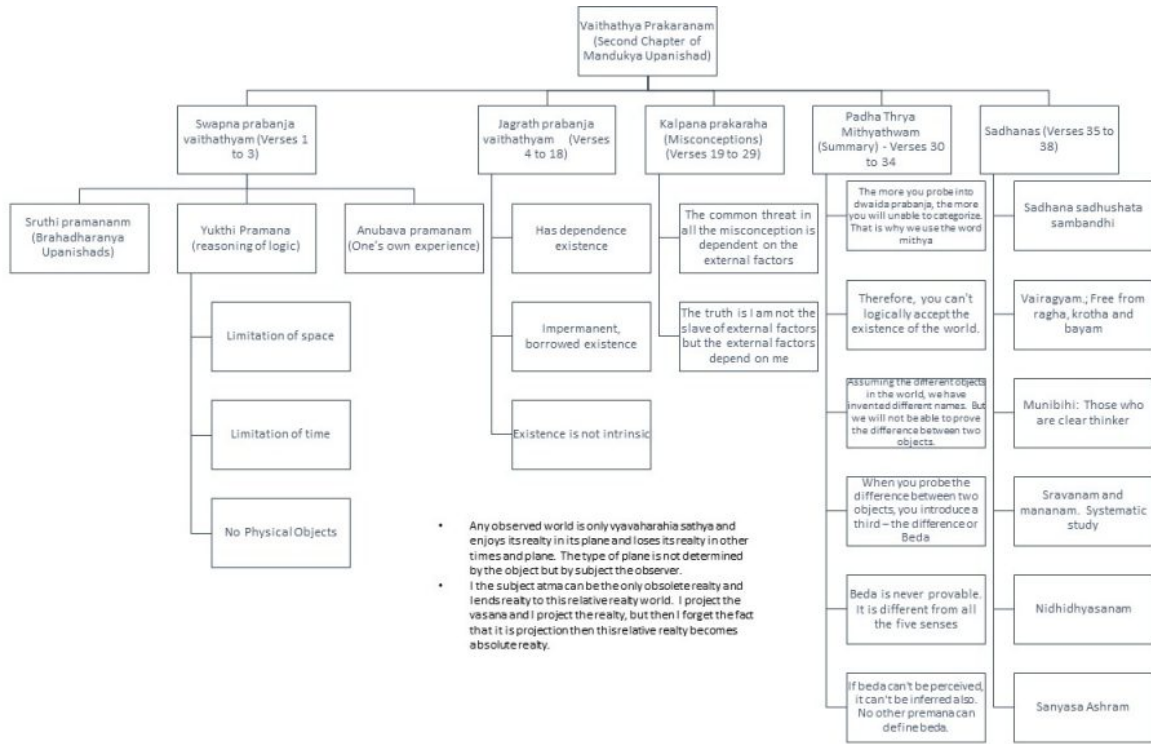 Vaithathya Prakaranam
(Second Chapter of
Mandukya Upanishad)
Swapna prabanja
vaithathyam (Verses 1
to 3)
Sruthi pramananm
(Brahadharanya
Upanishads)
Yukthi Pramana
(reasoning of logic)
Limitation of space
Limitation of time
No Physical Objects
Anubava pramanam
(One's own experience)
Jagrath prabanja
vaithathyam (Verses
4 to 18)
Has dependence
existence
Impermanent,
borrowed existence
Existence is not intrinsic
Kalpana prakaraha
(Misconceptions)
(Verses 19 to 29)
The common threat in
all the misconception is
dependent on the
external factors
The truth is I am not the
slave of external factors
but the external factors
depend on me
Padha Thrya
Mithyathwam
(Summary) - Verses 30
to 34
The more you probe into
dwaida prabanja, the more
you will unable to categorize.
That is why we use the word
mithya
Therefore, you can't
logically accept the
existence of the world.
Assuming the different objects
in the world, we have
invented different names. But
we will not be able to prove
the difference between two
objects.
When you probe the
difference between two
objects, you introduce a
third – the difference or
Beda
Beda is never provable.
It is different from all
the five senses
If beda can't be perceived,
it can't be inferred also.
No other premana can
define beda.
Sadhanas (Verses 35 to
38)
Sadhana sadhushata
sambandhi
Vairagyam.; Free from
ragha, krotha and
bayam
Munibihi: Those who
are clear thinker
Sravanam and
mananam. Systematic
study
Nidhidhyasanam
Sanyasa Ashram
• Any observed world is only vyavaharahia sathya and
enjoys its realty in its plane and loses its realty in other
times and plane. The type of plane is not determined
by the object but by subject the observer.
• I the subject atma can be the only obsolete realty and
lends realty to this relative realty world. I project the
vasana and I project the realty, but then I forget the fact
that it is projection then this relative realty becomes
absolute realty.